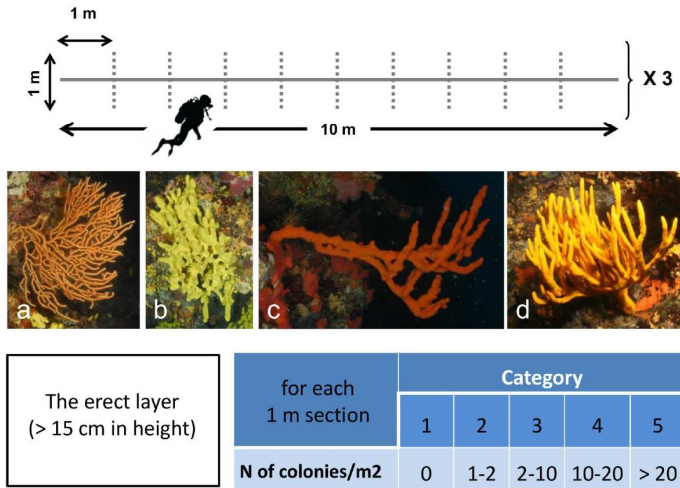 1 m
1 m
X 3
10 m
a
b
c
d
The erect layer
(> 15 cm in height)
for each
1 m section
Category
1 2 3 4 5
N of colonies/m2 0 1-2 2-10 10-20 > 20